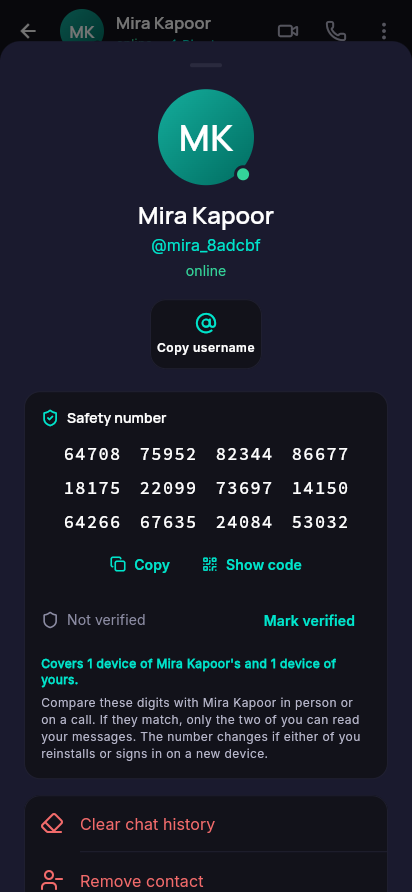 MK Mira Kapoor
MK
Mira Kapoor
@mira_8adcbf
online
Copy username
Safety number
64708 75952 82344 86677
18175 22099 73697 14150
64266 67635 24084 53032
Copy Show code
Not verified Mark verified
Covers 1 device of Mira Kapoor's and 1 device of
yours.
Compare these digits with Mira Kapoor in person or
on a call. If they match, only the two of you can read
your messages. The number changes if either of you
reinstalls or signs in on a new device.
Clear chat history
Remove contact